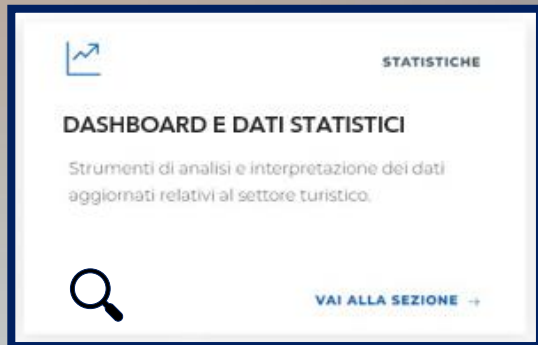 STATISTICHE
DASHBOARD E DATI STATISTICI
Strumenti di analisi e interpretazione dei dati
aggiornati relativi al settore turistico.
VAI ALLA SEZIONE →